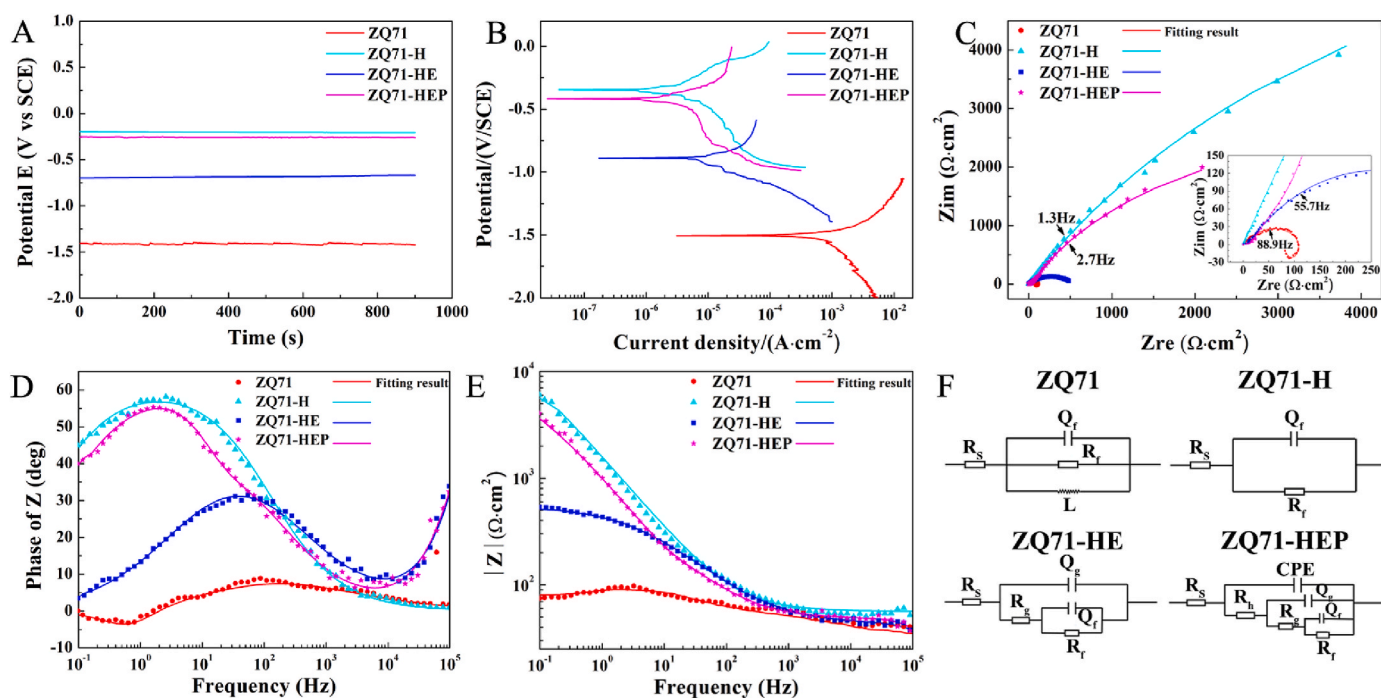 A
1.0
0.5
0.0
-0.5
-1.0
-1.5
-2.0
Potential E (V vs SCE)
ZQ71
ZQ71-H
ZQ71-HE
ZQ71-HEP
0 200 400 600 800 1000
Time (s)
B
0.0
-0.5
-1.0
-1.5
-2.0
Potential/(V/SCE)
ZQ71
ZQ71-H
ZQ71-HE
ZQ71-HEP
10-7 10-6 10-5 10-4 10-3 10-2
Current density/(A·cm-2)
C
4000
3000
2000
1000
0
Zim (Ω·cm2)
ZQ71 Fitting result
ZQ71-H
ZQ71-HE
ZQ71-HEP
1.3Hz
2.7Hz
150
120
90
60
30
0
-30
Zim (Ω·cm2)
55.7Hz
88.9Hz
0 50 100 150 200 250
Zre (Ω·cm2)
0 1000 2000 3000 4000
Zre (Ω·cm2)
D
60
50
40
30
20
10
0
-10
Phase of Z (deg)
ZQ71 Fitting result
ZQ71-H
ZQ71-HE
ZQ71-HEP
10-1 100 101 102 103 104 105
Frequency (Hz)
E
104
103
102
|Z| (Ω·cm2)
ZQ71 Fitting result
ZQ71-H
ZQ71-HE
ZQ71-HEP
10-1 100 101 102 103 104 105
Frequency (Hz)
F
ZQ71
Qf
RS
Rf
L
ZQ71-H
Qf
RS
Rf
ZQ71-HE
Qg
RS
Rg
Qf
Rf
ZQ71-HEP
CPE
RS
Qg
Rh
Qf
Rg
Rf